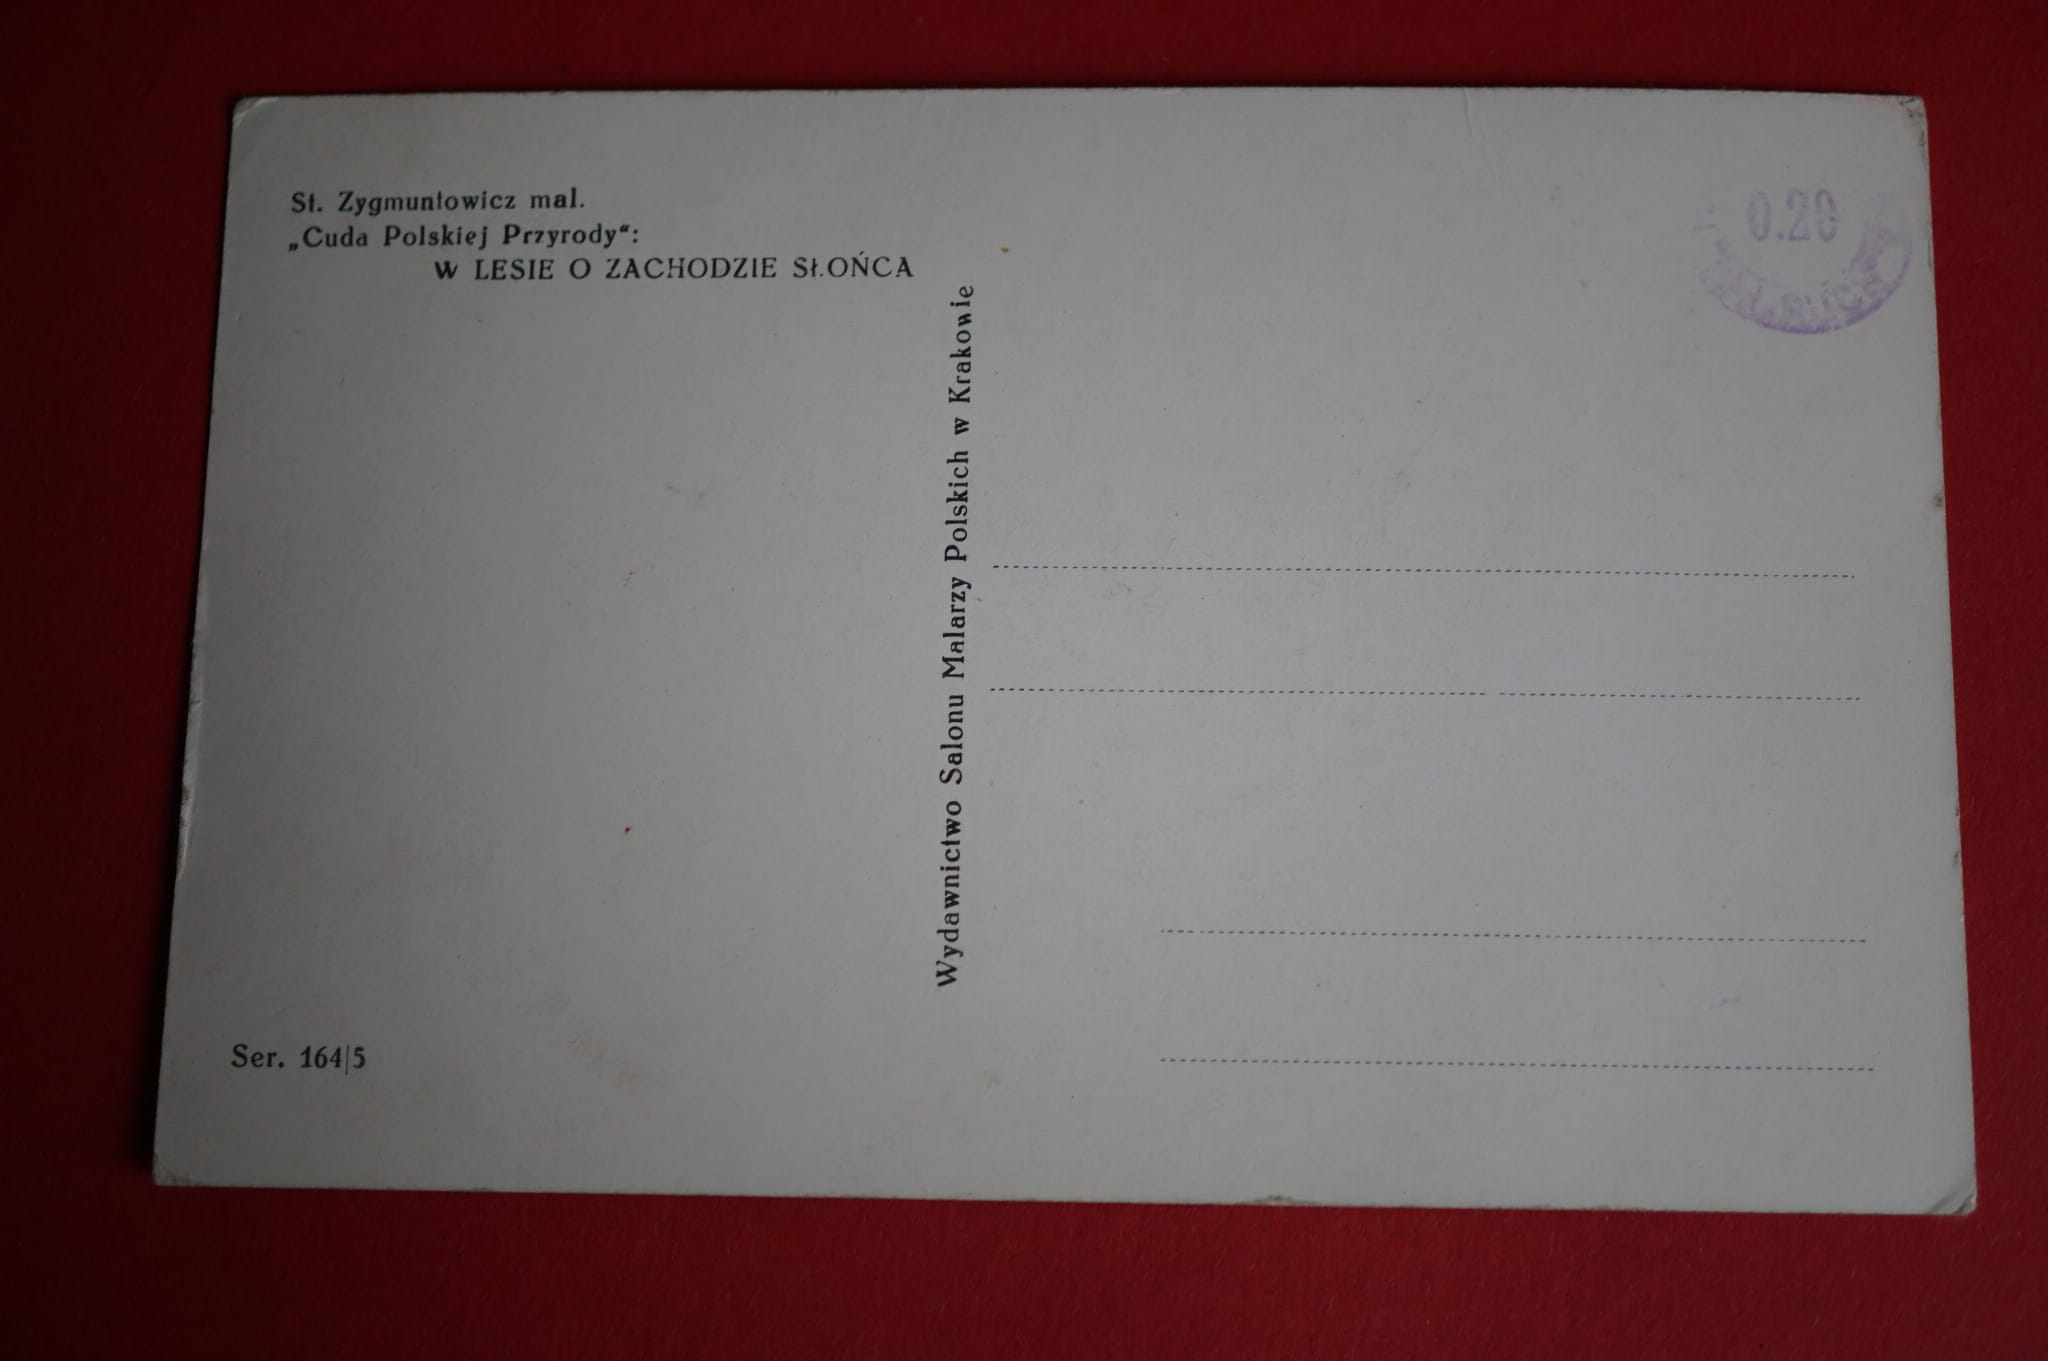 St. Zygmuntowicz mal.
„Cuda Polskiej Przyrody“:
W LESIE O ZACHODZIE SŁOŃCA
Wydawnictwo Salonu Malarzy Polskich w Krakowie
0.20
Ser. 164|5